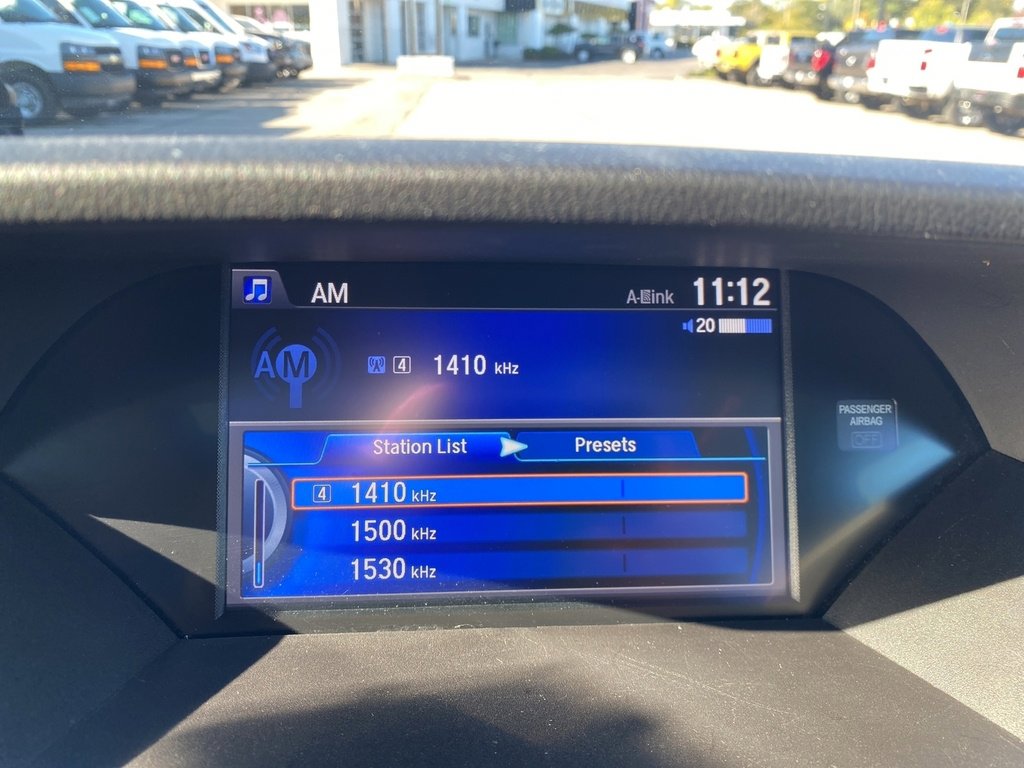 AM
A-Link
11:12
20
AM
4 1410 kHz
Station List
Presets
4 1410 kHz
1500 kHz
1530 kHz
PASSENGER
AIRBAG
OFF